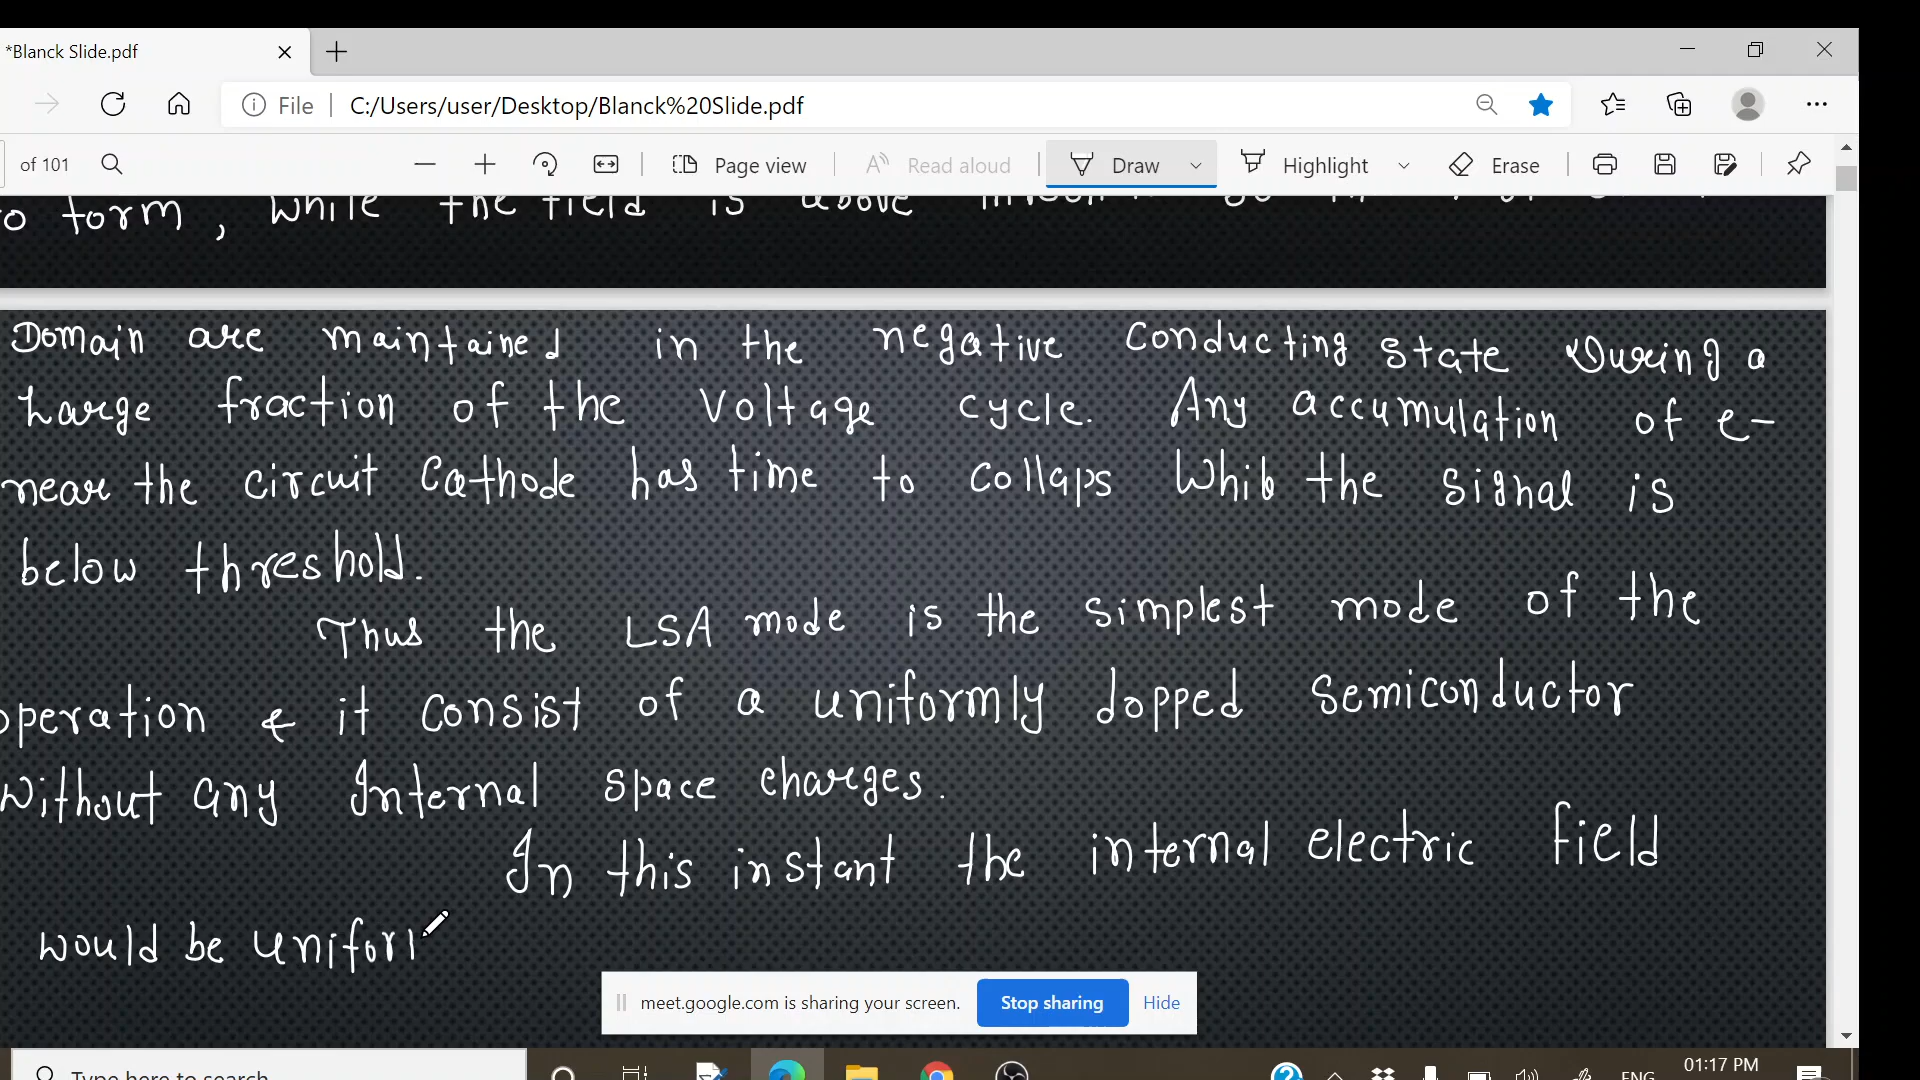 *Blanck Slide.pdf
File C:/Users/user/Desktop/Blanck%20Slide.pdf
of 101 Page view Read aloud Draw Highlight Erase
to form, while the field is above
Domain are maintained in the negative Conducting State During a
Large fraction of the Voltage cycle. Any accumulation of e-
near the circuit Cathode has time to collaps While the signal is
below threshold.
Thus the LSA mode is the simplest mode of the
operation & it consist of a uniformly dopped Semiconductor
without any Internal space charges.
In this instant the internal electric field
would be unifor
meet.google.com is sharing your screen. Stop sharing Hide
01:17 PM
Type here to search ENG